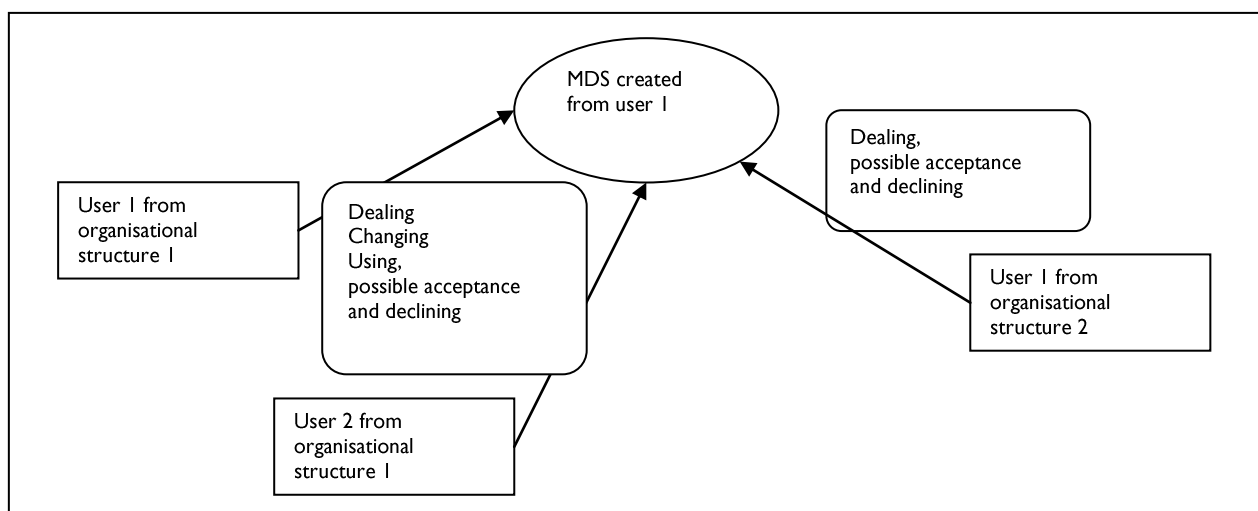 MDS created
from user 1
Dealing,
possible acceptance
and declining
User 1 from
organisational
structure 1
Dealing
Changing
Using,
possible acceptance
and declining
User 1 from
organisational
structure 2
User 2 from
organisational
structure 1